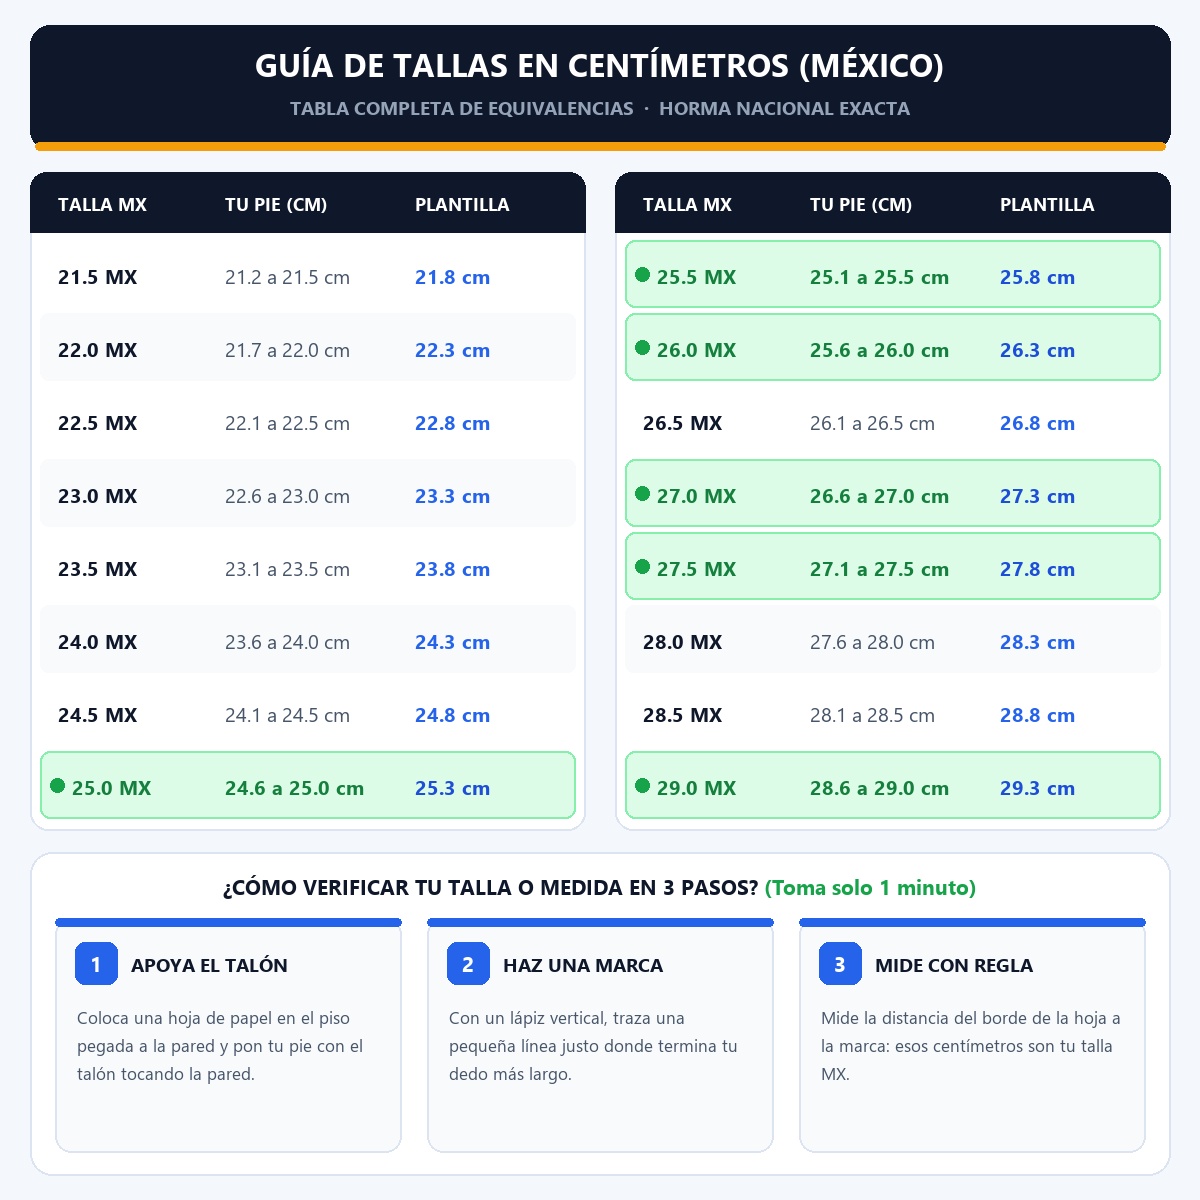 GUÍA DE TALLAS EN CENTÍMETROS (MÉXICO)
TABLA COMPLETA DE EQUIVALENCIAS · HORMA NACIONAL EXACTA
TALLA MX TU PIE (CM) PLANTILLA
21.5 MX 21.2 a 21.5 cm 21.8 cm
22.0 MX 21.7 a 22.0 cm 22.3 cm
22.5 MX 22.1 a 22.5 cm 22.8 cm
23.0 MX 22.6 a 23.0 cm 23.3 cm
23.5 MX 23.1 a 23.5 cm 23.8 cm
24.0 MX 23.6 a 24.0 cm 24.3 cm
24.5 MX 24.1 a 24.5 cm 24.8 cm
25.0 MX 24.6 a 25.0 cm 25.3 cm
TALLA MX TU PIE (CM) PLANTILLA
25.5 MX 25.1 a 25.5 cm 25.8 cm
26.0 MX 25.6 a 26.0 cm 26.3 cm
26.5 MX 26.1 a 26.5 cm 26.8 cm
27.0 MX 26.6 a 27.0 cm 27.3 cm
27.5 MX 27.1 a 27.5 cm 27.8 cm
28.0 MX 27.6 a 28.0 cm 28.3 cm
28.5 MX 28.1 a 28.5 cm 28.8 cm
29.0 MX 28.6 a 29.0 cm 29.3 cm
¿CÓMO VERIFICAR TU TALLA O MEDIDA EN 3 PASOS? (Toma solo 1 minuto)
1 APOYA EL TALÓN
Coloca una hoja de papel en el piso
pegada a la pared y pon tu pie con el
talón tocando la pared.
2 HAZ UNA MARCA
Con un lápiz vertical, traza una
pequeña línea justo donde termina tu
dedo más largo.
3 MIDE CON REGLA
Mide la distancia del borde de la hoja a
la marca: esos centímetros son tu talla
MX.